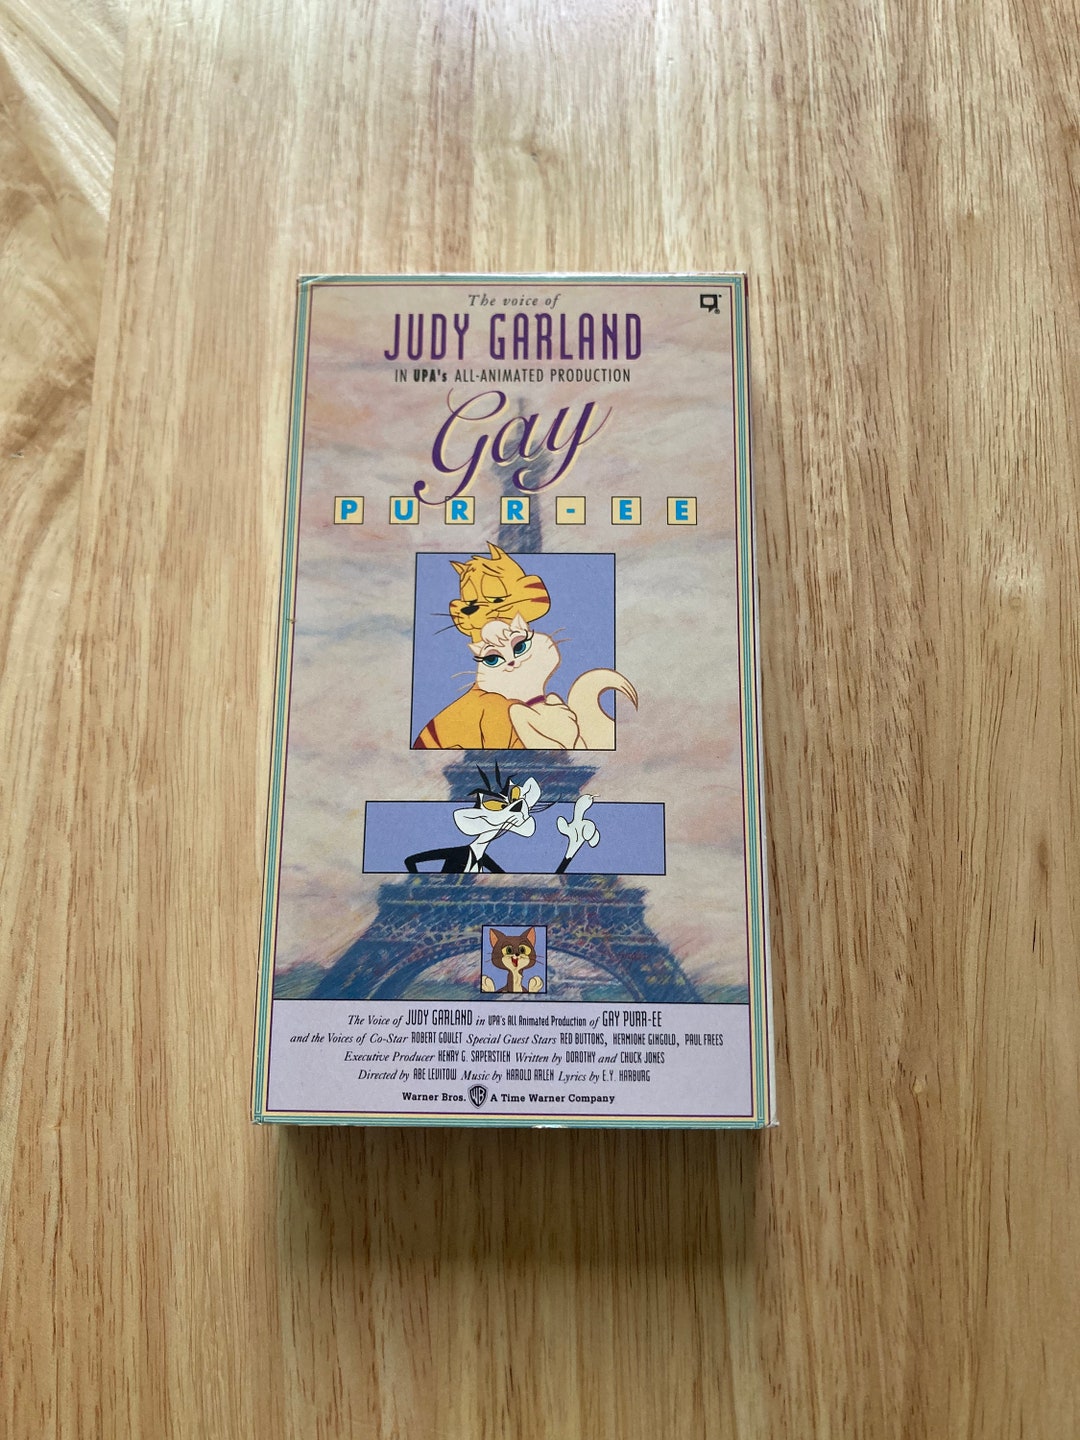 The voice of
JUDY GARLAND
IN UPA's ALL-ANIMATED PRODUCTION
Gay
PURR-EE
The Voice of JUDY GARLAND in UPA's All Animated Production of GAY PURR-EE
and the Voices of Co-Star ROBERT GOULET Special Guest Stars RED BUTTONS, HERMIONE GINGOLD, PAUL FREES
Executive Producer HENRY G. SAPERSTIEN Written by DOROTHY and CHUCK JONES
Directed by ABE LEVITOW Music by HAROLD ARLEN Lyrics by E.Y. HARBURG
Warner Bros. WB A Time Warner Company